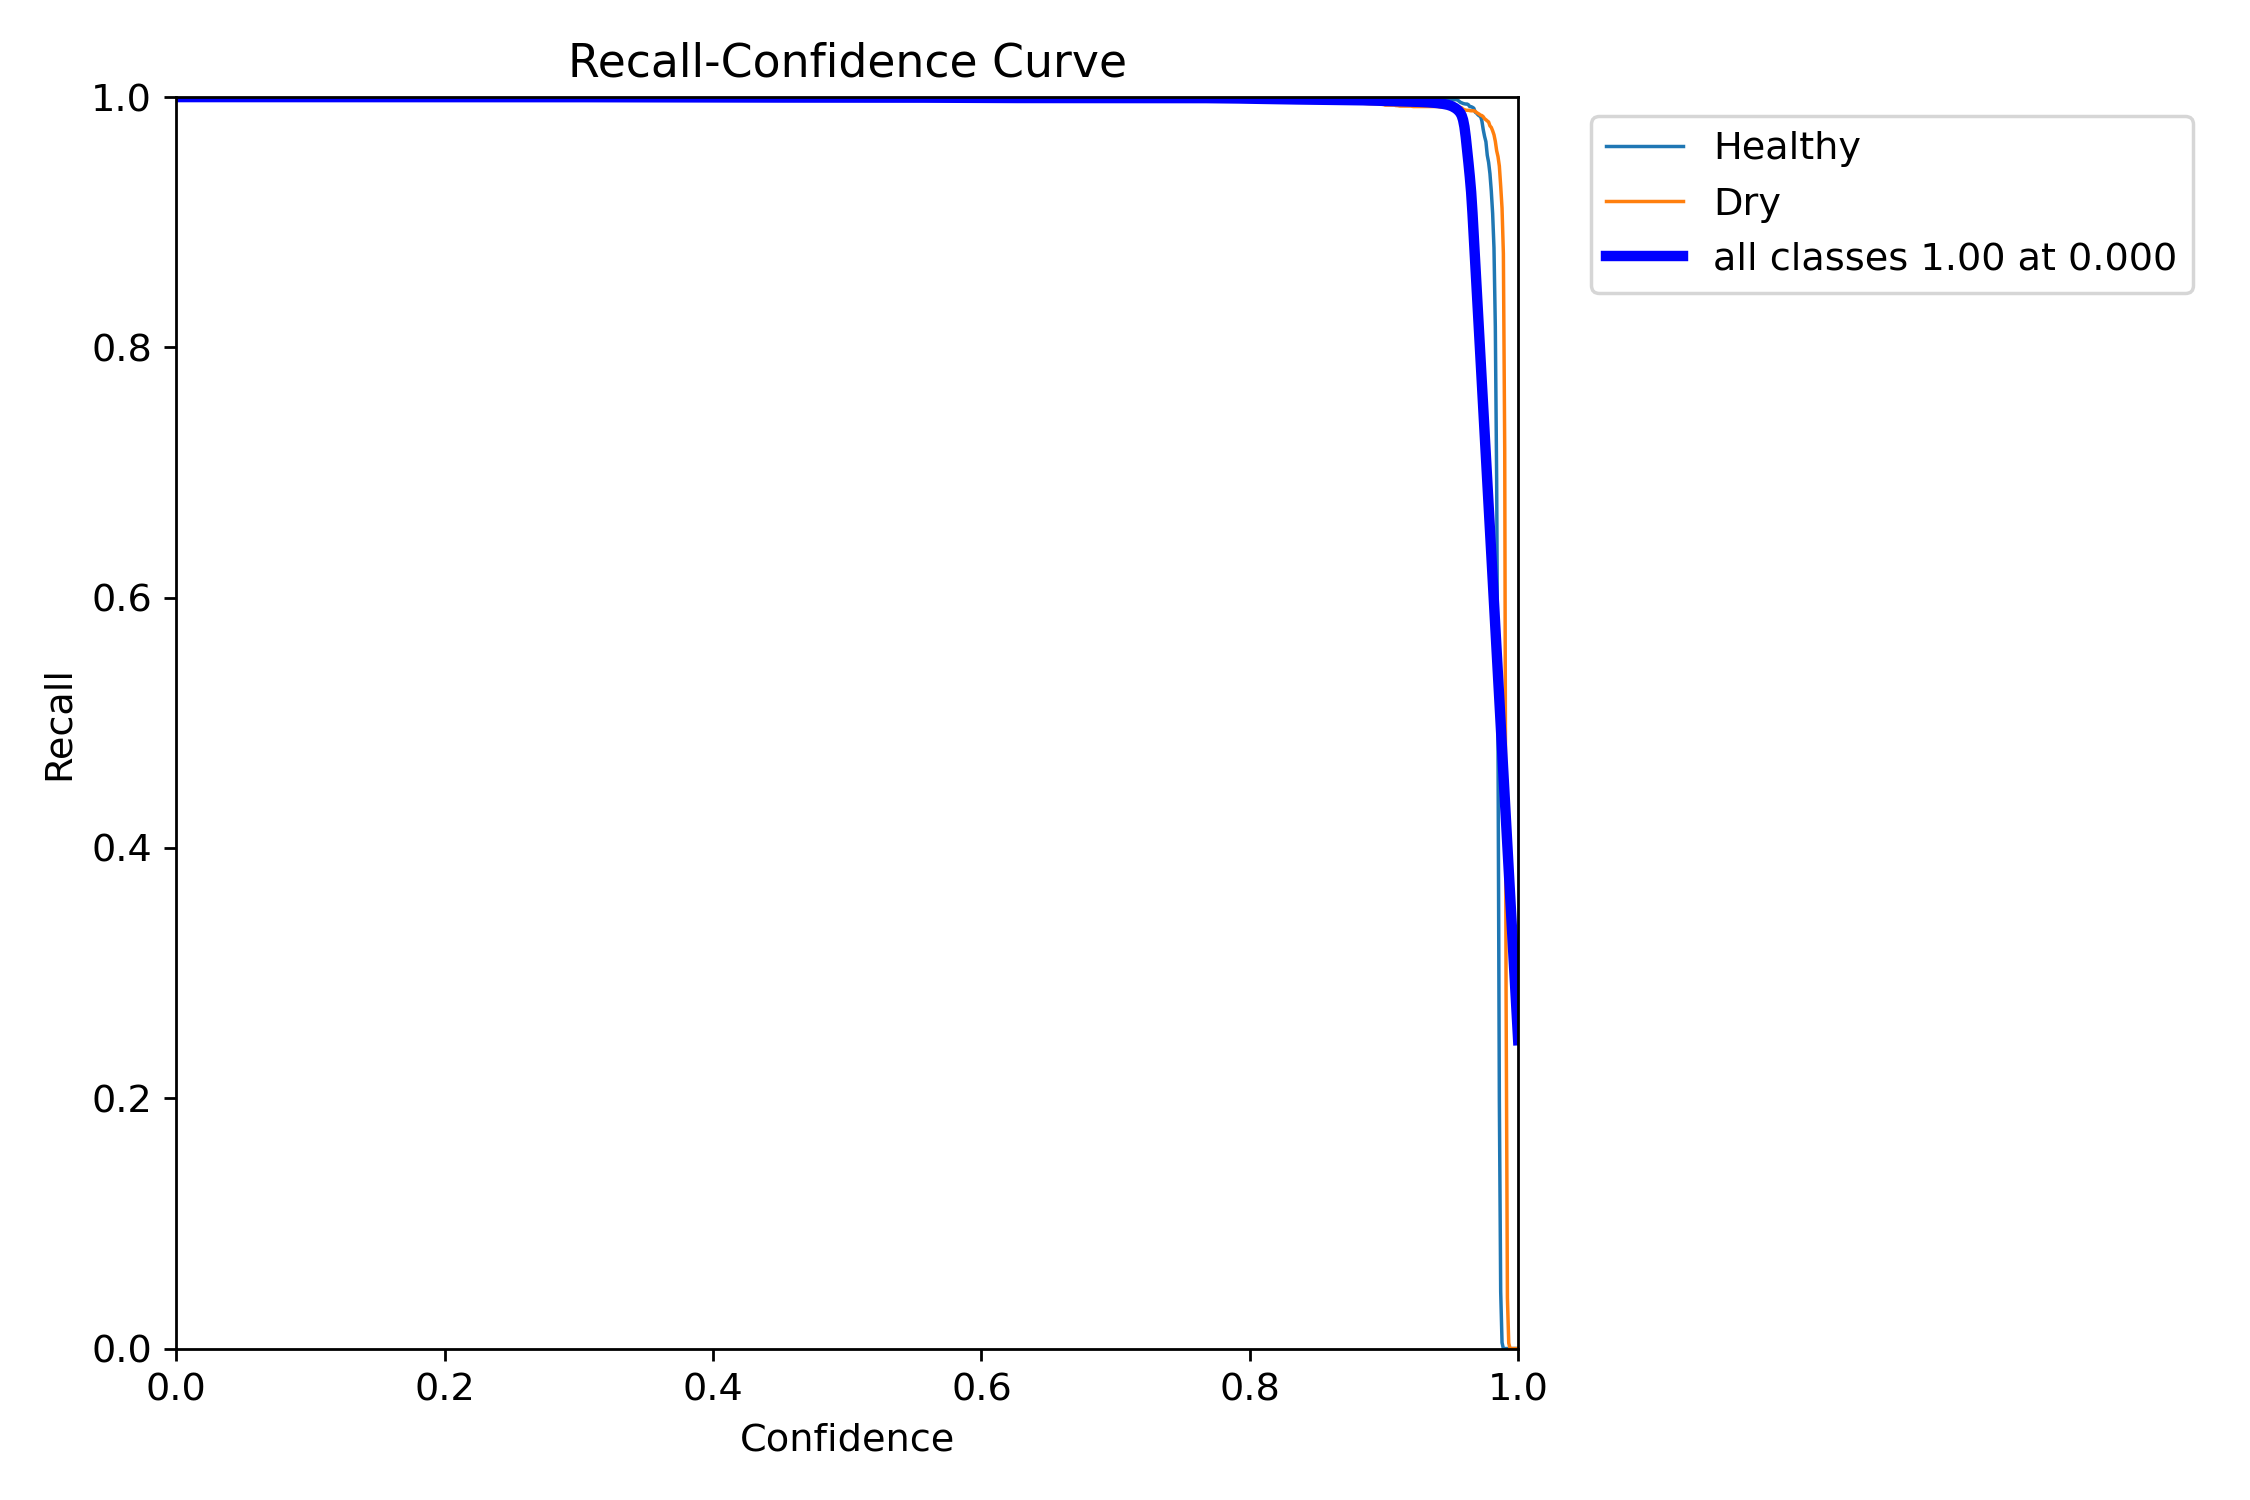 Recall-Confidence Curve
1.0
0.8
0.6
0.4
0.2
0.0
Recall
0.0 0.2 0.4 0.6 0.8 1.0
Confidence
Healthy
Dry
all classes 1.00 at 0.000